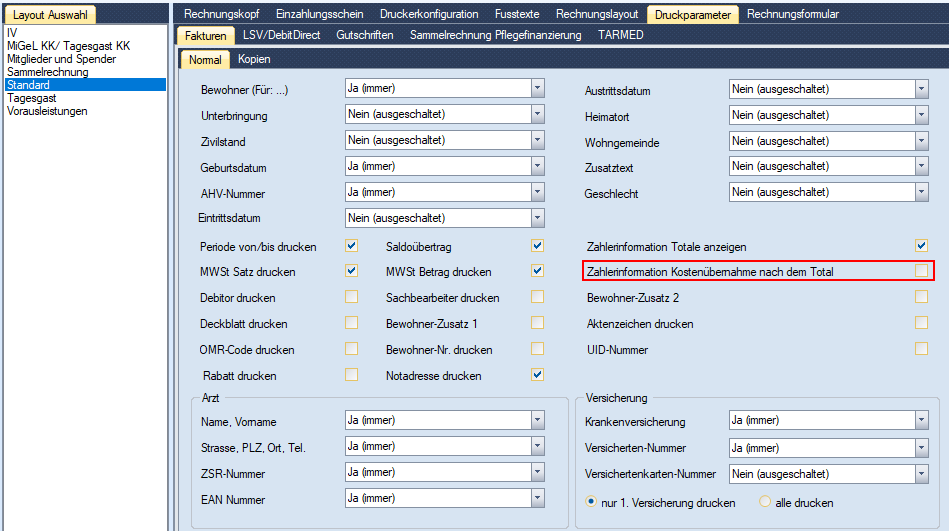 Layout Auswahl
IV
MiGeL KK/ Tagesgast KK
Mitglieder und Spender
Sammelrechnung
Standard
Tagesgast
Vorausleistungen
Rechnungskopf Einzahlungsschein Druckerkonfiguration Fusstexte Rechnungslayout Druckparameter Rechnungsformular
Fakturen LSV/DebitDirect Gutschriften Sammelrechnung Pflegefinanzierung TARMED
Normal Kopien
Bewohner (Für: ...) Ja (immer) Austrittsdatum Nein (ausgeschaltet)
Unterbringung Nein (ausgeschaltet) Heimatort Nein (ausgeschaltet)
Zivilstand Nein (ausgeschaltet) Wohngemeinde Nein (ausgeschaltet)
Geburtsdatum Ja (immer) Zusatztext Nein (ausgeschaltet)
AHV-Nummer Ja (immer) Geschlecht Nein (ausgeschaltet)
Eintrittsdatum Nein (ausgeschaltet)
Periode von/bis drucken Saldoübertrag Zahlerinformation Totale anzeigen
MWSt Satz drucken MWSt Betrag drucken Zahlerinformation Kostenübernahme nach dem Total
Debitor drucken Sachbearbeiter drucken Bewohner-Zusatz 2
Deckblatt drucken Bewohner-Zusatz 1 Aktenzeichen drucken
OMR-Code drucken Bewohner-Nr. drucken UID-Nummer
Rabatt drucken Notadresse drucken
Arzt Versicherung
Name, Vorname Ja (immer) Krankenversicherung Ja (immer)
Strasse, PLZ, Ort, Tel. Ja (immer) Versicherten-Nummer Ja (immer)
ZSR-Nummer Ja (immer) Versichertenkarten-Nummer Nein (ausgeschaltet)
EAN Nummer Ja (immer) nur 1. Versicherung drucken alle drucken